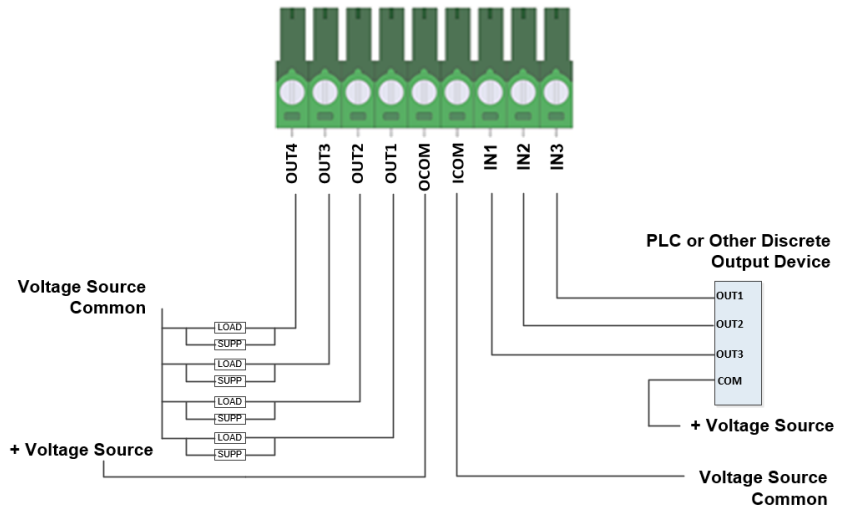 OUT4
OUT3
OUT2
OUT1
OCOM
ICOM
IN1
IN2
IN3
PLC or Other Discrete
Output Device
OUT1
OUT2
OUT3
COM
+ Voltage Source
Voltage Source
Common
Voltage Source
Common
LOAD
SUPP
LOAD
SUPP
LOAD
SUPP
LOAD
SUPP
+ Voltage Source